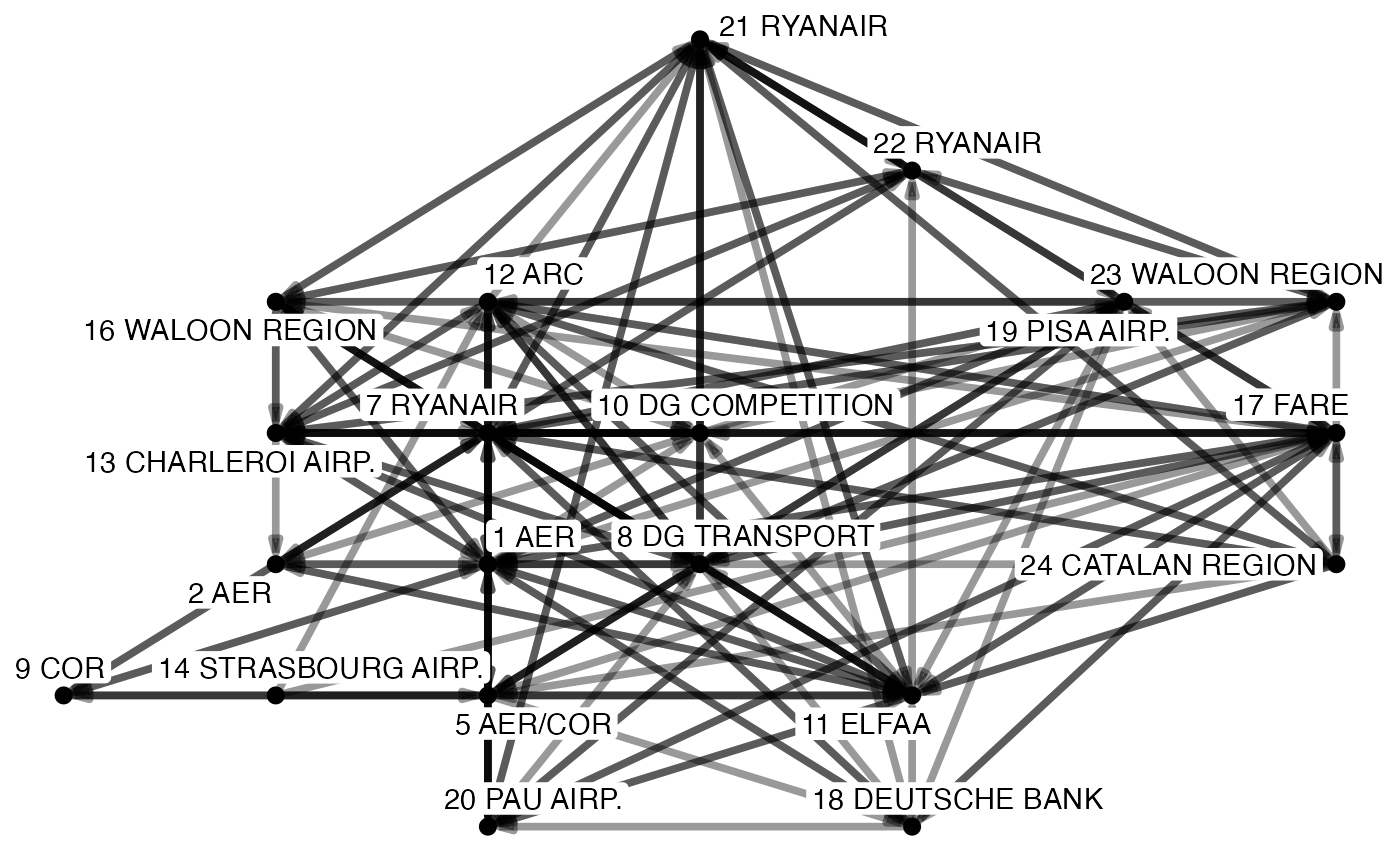 21 RYANAIR
22 RYANAIR
12 ARC
23 WALOON REGION
16 WALOON REGION
19 PISA AIRP.
7 RYANAIR
10 DG COMPETITION
17 FARE
13 CHARLEROI AIRP.
1 AER
8 DG TRANSPORT
24 CATALAN REGION
2 AER
9 COR
14 STRASBOURG AIRP.
5 AER/COR
11 ELFAA
20 PAU AIRP.
18 DEUTSCHE BANK